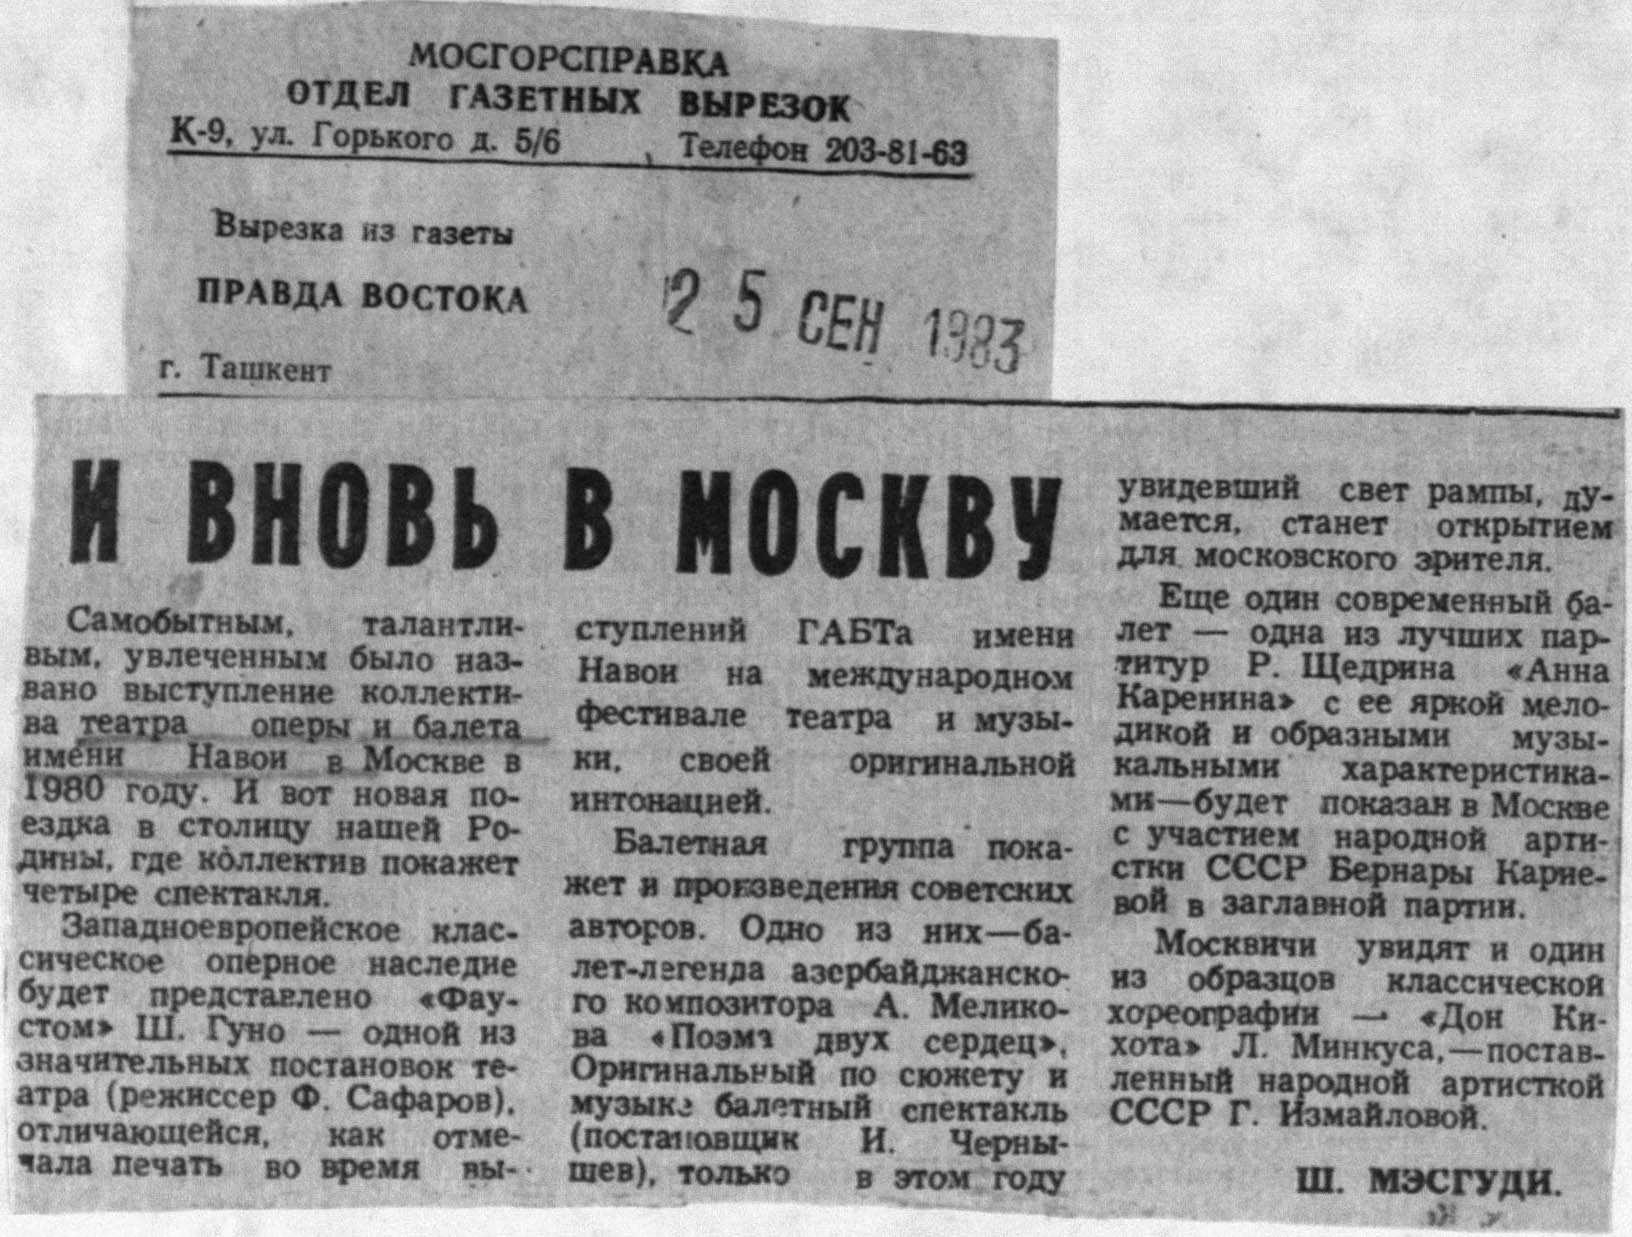 МОСГОРСПРАВКА
ОТДЕЛ ГАЗЕТНЫХ ВЫРЕЗОК
К-9, ул. Горького д. 5/6 Телефон 203-81-63
Вырезка из газеты
ПРАВДА ВОСТОКА
25 СЕН 1983
г. Ташкент
И ВНОВЬ В МОСКВУ
Самобытным, талантли-
вым, увлеченным было наз-
вано выступление коллекти-
ва театра оперы и балета
имени Навои в Москве в
1980 году. И вот новая по-
ездка в столицу нашей Ро-
дины, где коллектив покажет
четыре спектакля.
Западноевропейское клас-
сическое оперное наследие
будет представлено «Фау-
стом» Ш. Гуно — одной из
значительных постановок те-
атра (режиссер Ф. Сафаров),
отличающейся, как отме-
чала печать во время вы-
ступлений ГАБТа имени
Навои на международном
фестивале театра и музы-
ки, своей оригинальной
интонацией.
Балетная группа пока-
жет и произведения советских
авторов. Одно из них—ба-
лет-легенда азербайджанско-
го композитора А. Мелико-
ва «Поэма двух сердец».
Оригинальный по сюжету и
музыке балетный спектакль
(постановщик И. Черны-
шев), только в этом году
увидевший свет рампы, ду-
мается, станет открытием
для московского зрителя.
Еще один современный ба-
лет — одна из лучших пар-
титур Р. Щедрина «Анна
Каренина» с ее яркой мело-
дикой и образными музы-
кальными характеристика-
ми—будет показан в Москве
с участием народной арти-
стки СССР Бернары Карие-
вой в заглавной партии.
Москвичи увидят и один
из образцов классической
хореографии — «Дон Ки-
хота» Л. Минкуса,—постав-
ленный народной артисткой
СССР Г. Измайловой.
Ш. МЭСГУДИ.